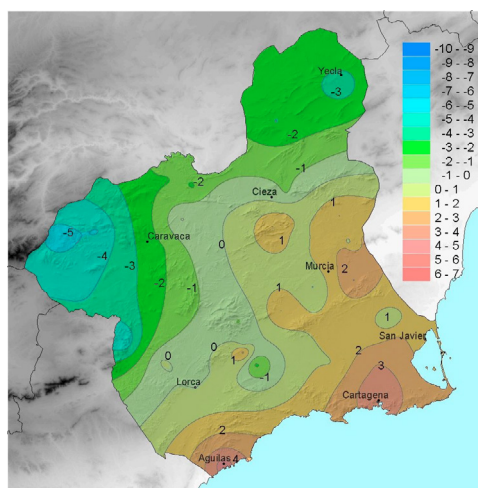 Yecla
-3
-2
-2
-1
Cieza
1
-5
Caravaca
0
1
-4
-3
Murcia
2
-2
-1
1
1
San Javier
0
0
1
2
3
-1
Lorca
Cartagena
2
Aguilas
4
-10 - -9
-9 - -8
-8 - -7
-7 - -6
-6 - -5
-5 - -4
-4 - -3
-3 - -2
-2 - -1
-1 - 0
0 - 1
1 - 2
2 - 3
3 - 4
4 - 5
5 - 6
6 - 7